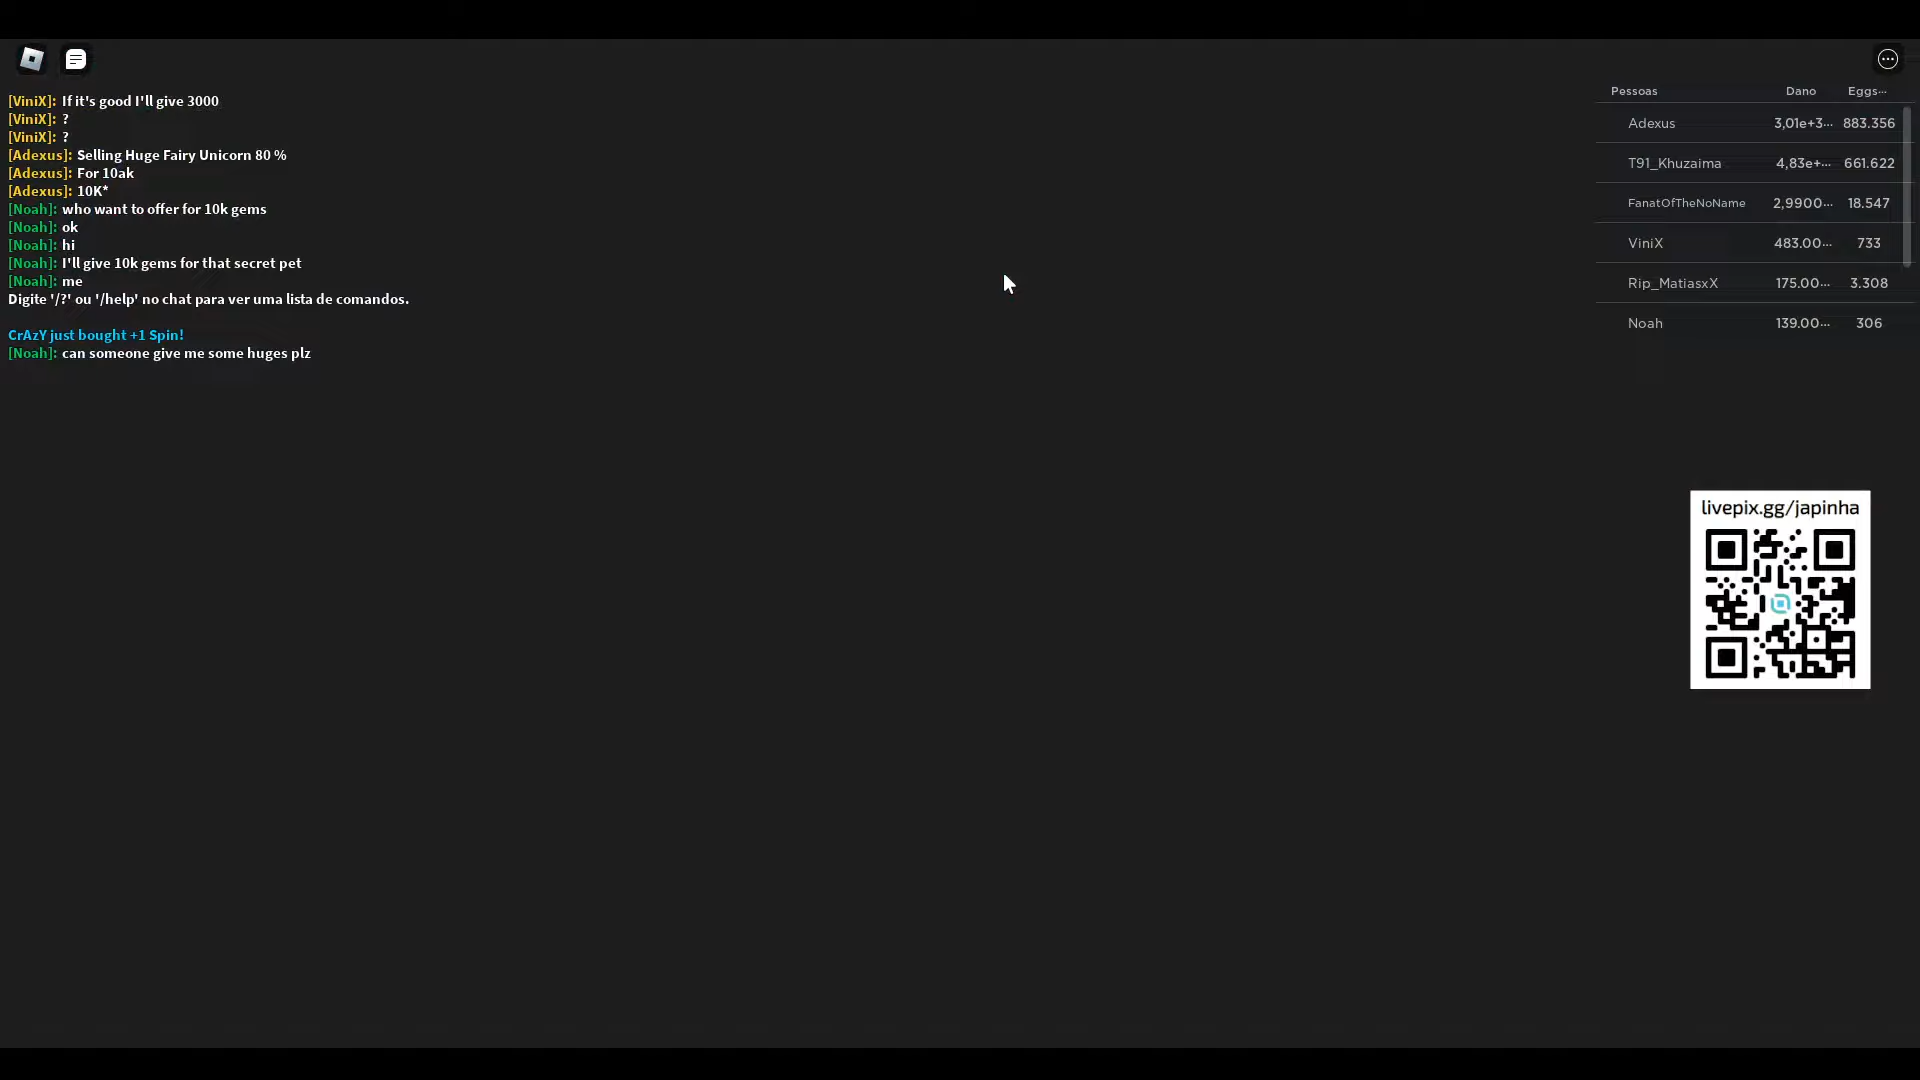 [ViniX]: If it's good I'll give 3000
[ViniX]: ?
[ViniX]: ?
[Adexus]: Selling Huge Fairy Unicorn 80 %
[Adexus]: For 10ak
[Adexus]: 10K*
[Noah]: who want to offer for 10k gems
[Noah]: ok
[Noah]: hi
[Noah]: I'll give 10k gems for that secret pet
[Noah]: me
Digite '/?' ou '/help' no chat para ver uma lista de comandos.
CrAzY just bought +1 Spin!
[Noah]: can someone give me some huges plz
Pessoas Dano Eggs...
Adexus 3,01e+3... 883.356
T91_Khuzaima 4,83e+... 661.622
FanatOfTheNoName 2,9900... 18.547
ViniX 483.00... 733
Rip_MatiasxX 175.00... 3.308
Noah 139.00... 306
livepix.gg/japinha